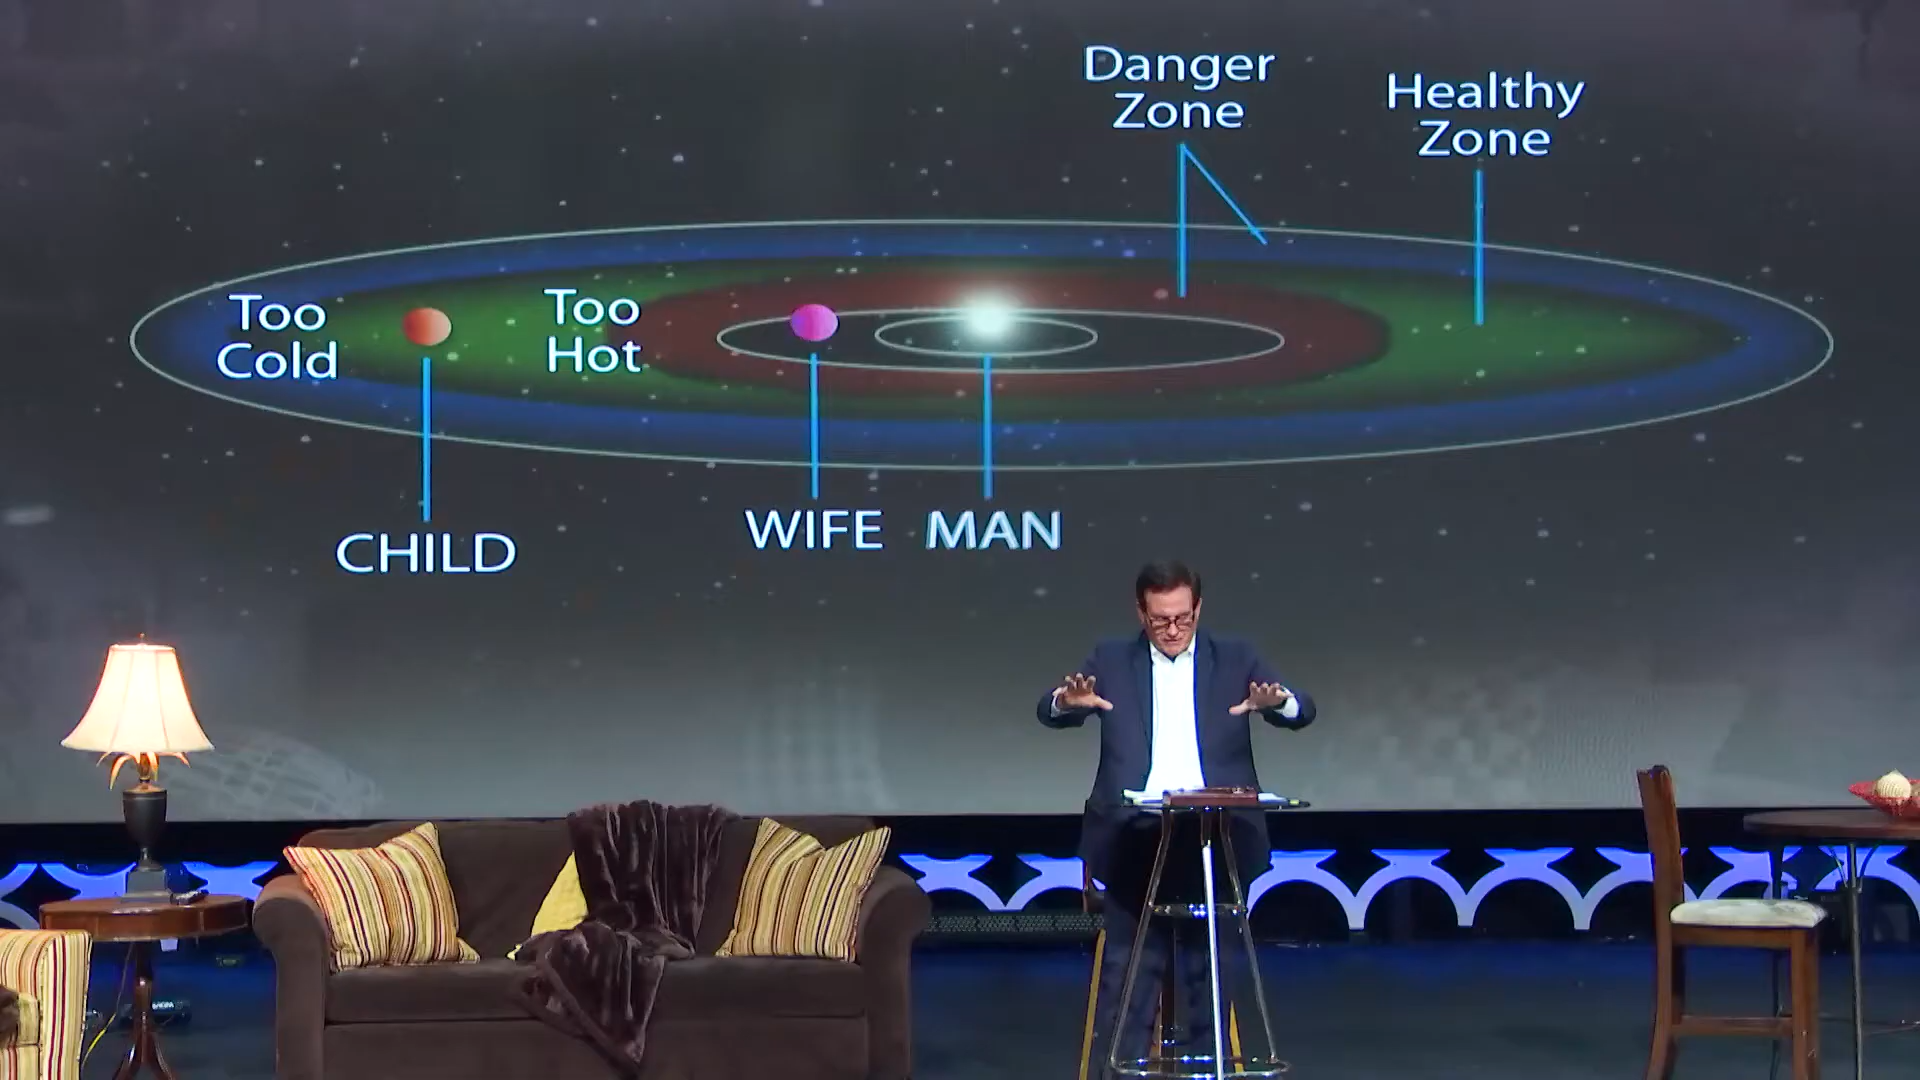 Danger
Zone
Healthy
Zone
Too
Cold
Too
Hot
CHILD
WIFE
MAN